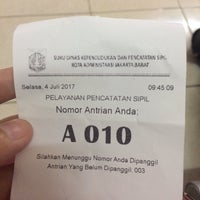 SUKU DINAS KEPENDUDUKAN DAN PENCATATAN SIPIL
KOTA ADMINISTRASI JAKARTA BARAT
Selasa, 4 Juli 2017 09:45:09
PELAYANAN PENCATATAN SIPIL
Nomor Antrian Anda:
A 010
Silahkan Menunggu Nomor Anda Dipanggil
Antrian Yang Belum Dipanggil: 003